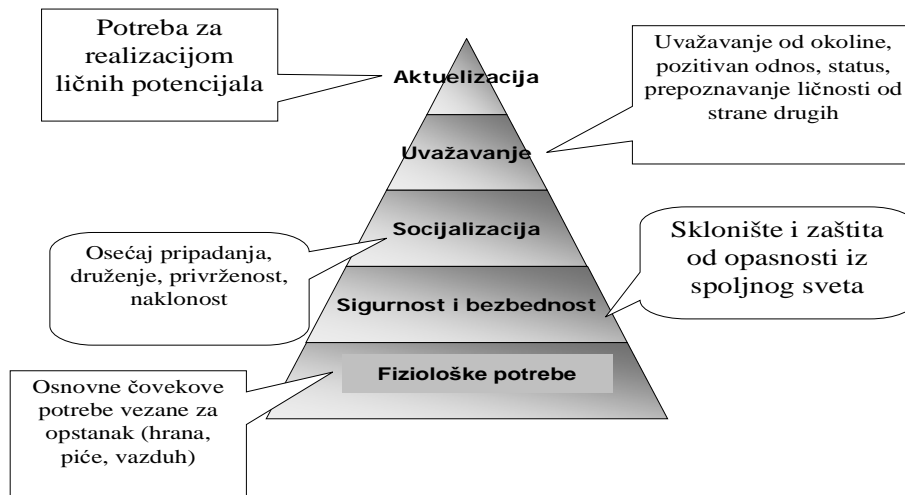 Potreba za
realizacijom
ličnih potencijala
Aktuelizacija
Uvažavanje od okoline,
pozitivan odnos, status,
prepoznavanje ličnosti od
strane drugih
Uvažavanje
Osećaj pripadanja,
druženje, privrženost,
naklonost
Socijalizacija
Sklonište i zaštita
od opasnosti iz
spoljnog sveta
Sigurnost i bezbednost
Osnovne čovekove
potrebe vezane za
opstanak (hrana,
piće, vazduh)
Fiziološke potrebe